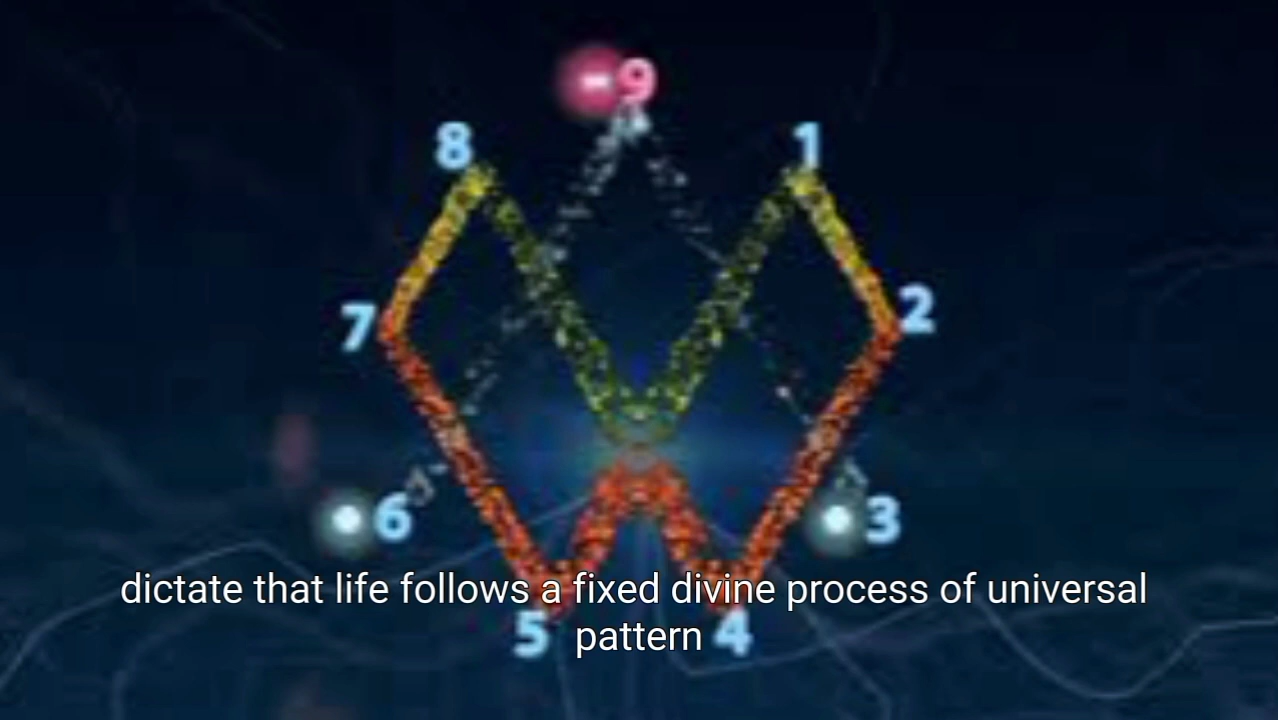 9
8 1
7 2
6 3
dictate that life follows a fixed divine process of universal
pattern
5 4